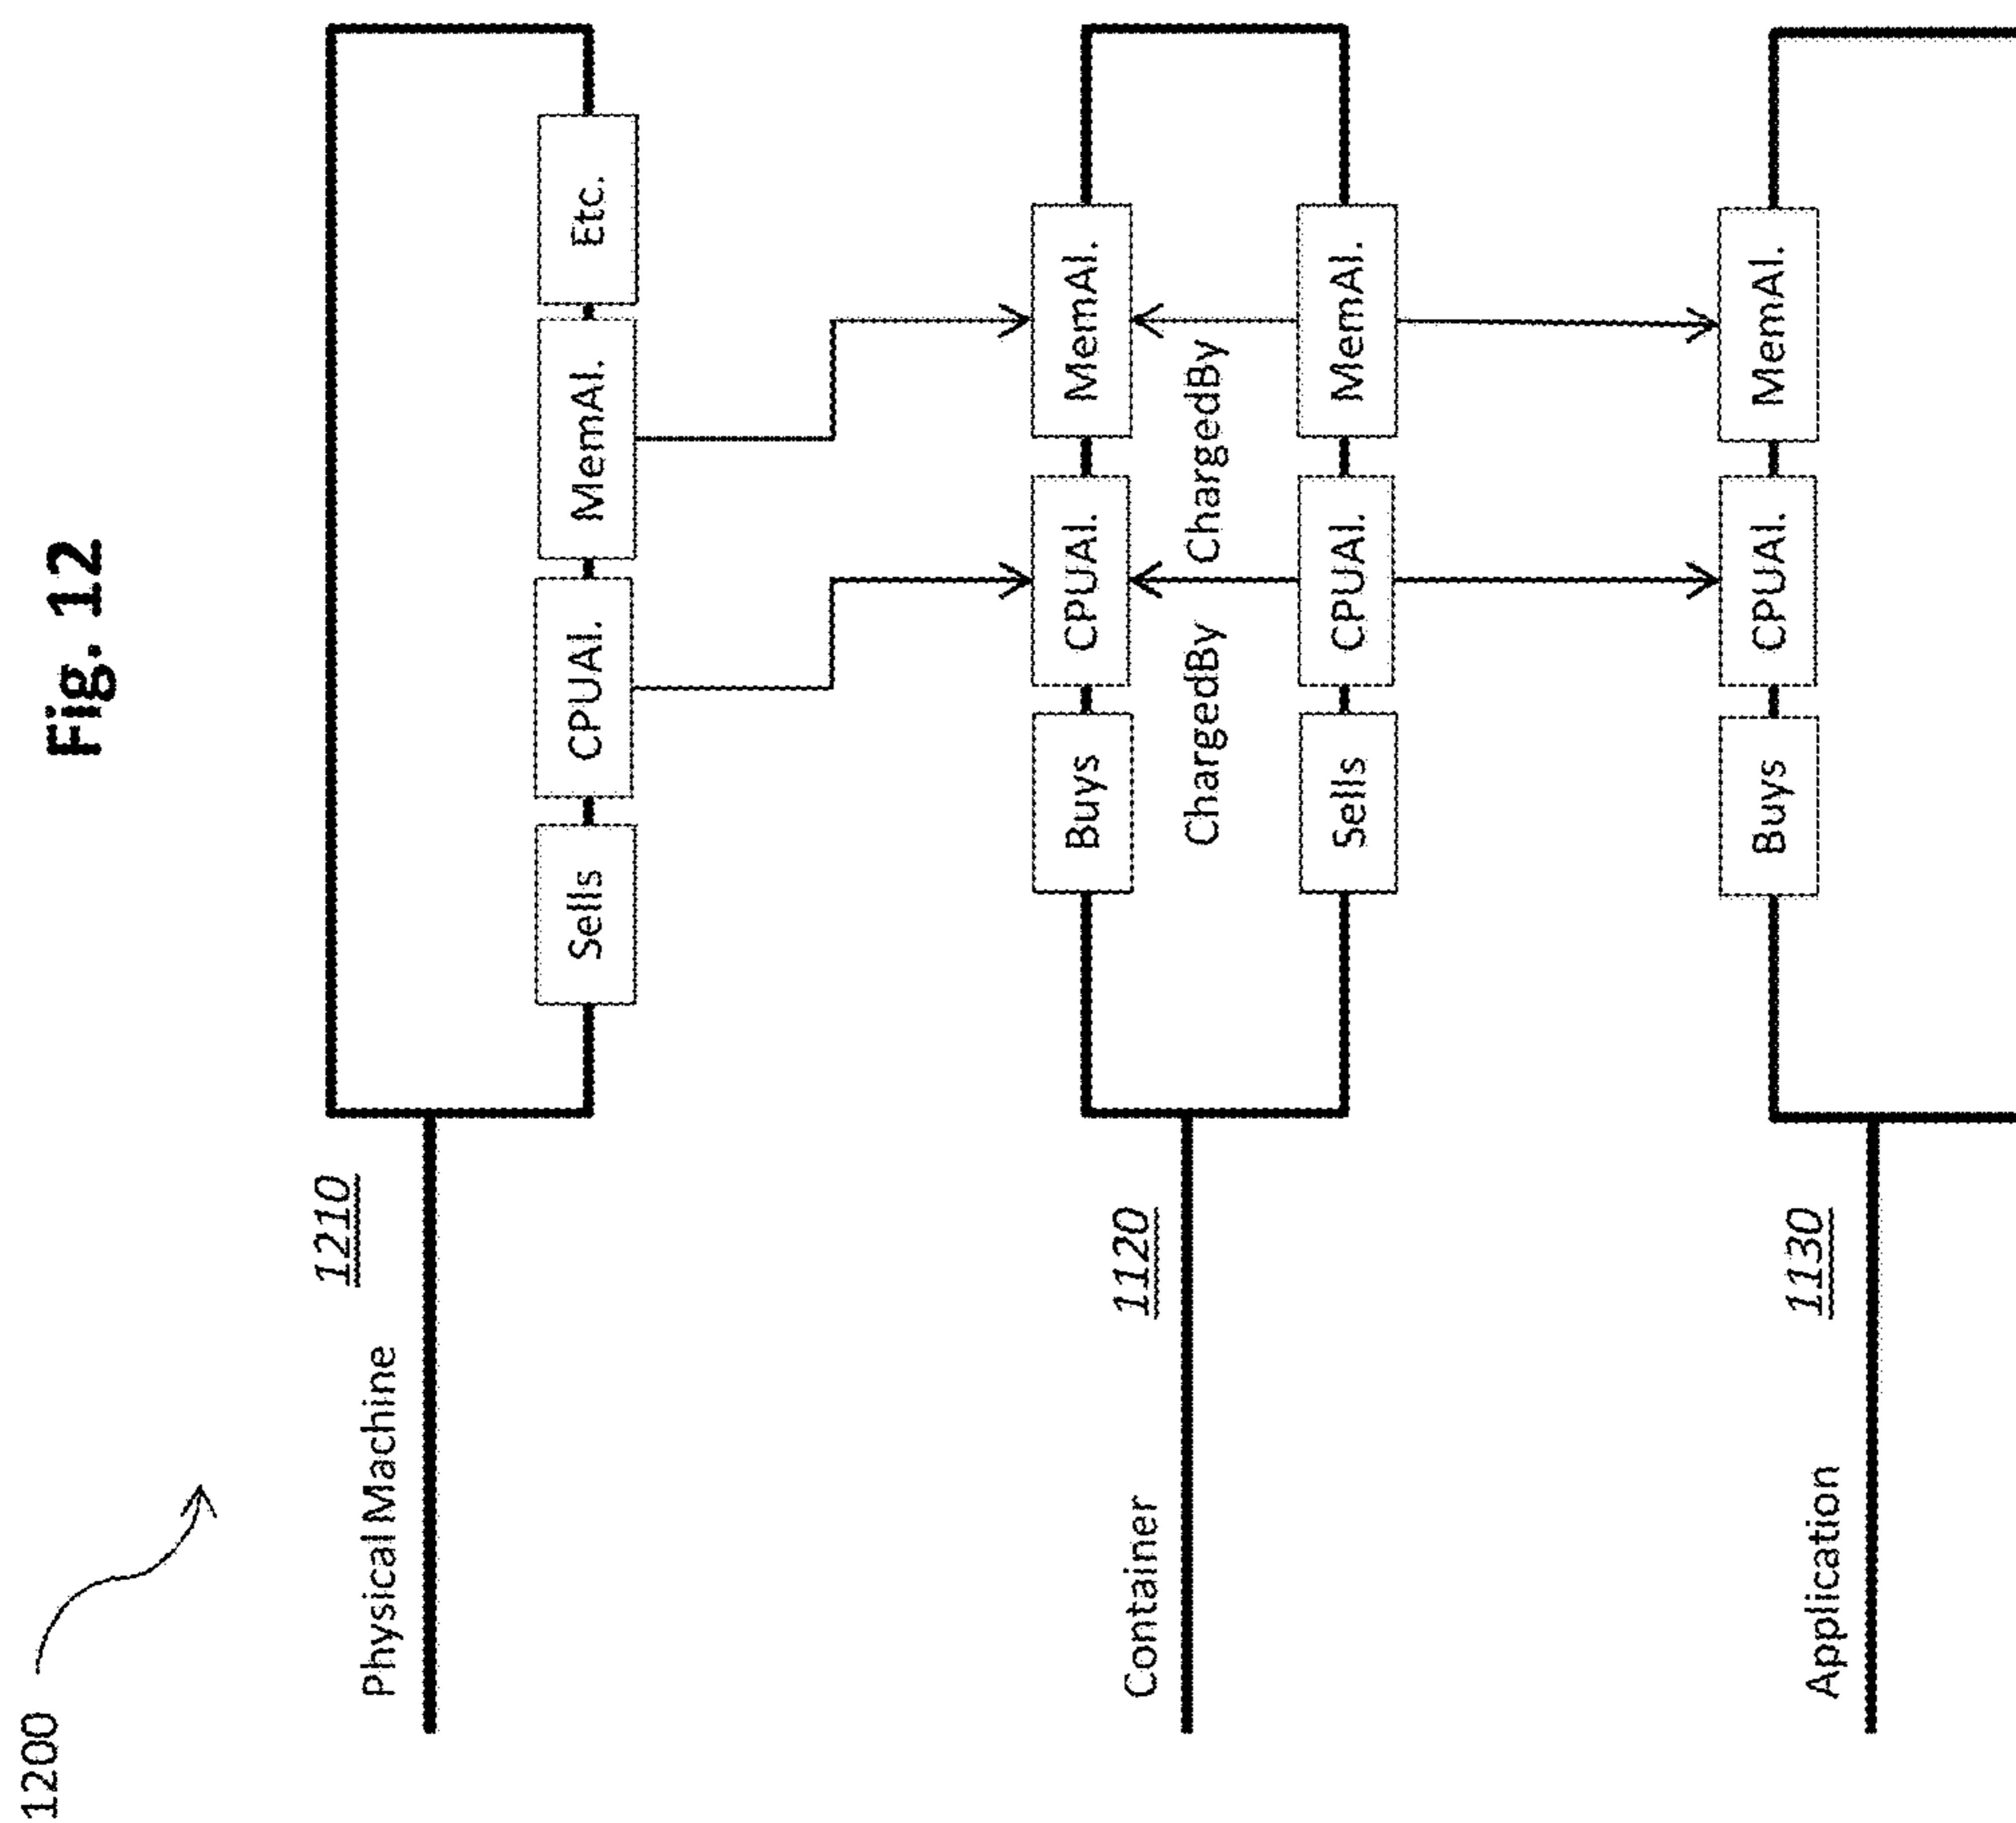 Fig. 12
1200
Physical Machine
1210
Sells
CPUAl.
MemAl.
Etc.
Container
1120
Buys
CPUAl.
MemAl.
ChargedBy
ChargedBy
Sells
CPUAl.
MemAl.
Application
1130
Buys
CPUAl.
MemAl.